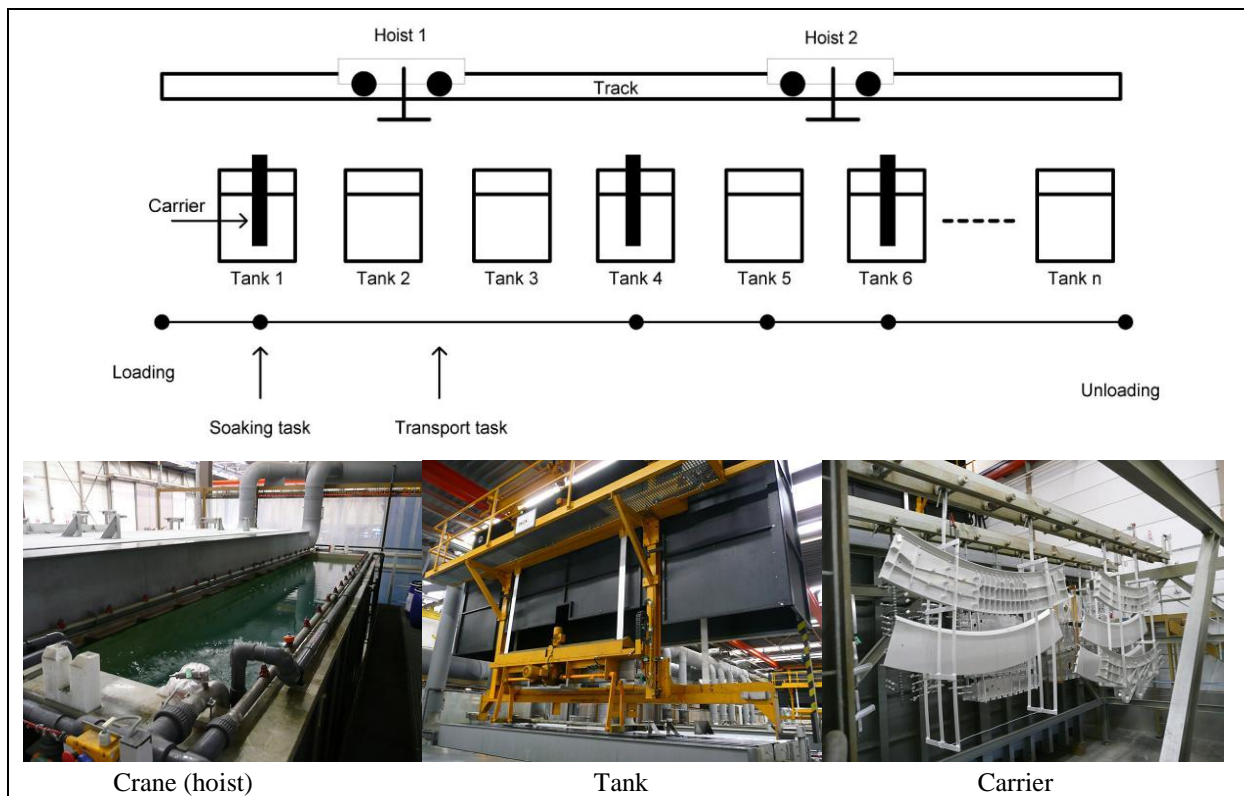 Hoist 1
Hoist 2
Track
Carrier
Tank 1 Tank 2 Tank 3 Tank 4 Tank 5 Tank 6 Tank n
Loading
Unloading
Soaking task Transport task
Crane (hoist) Tank Carrier